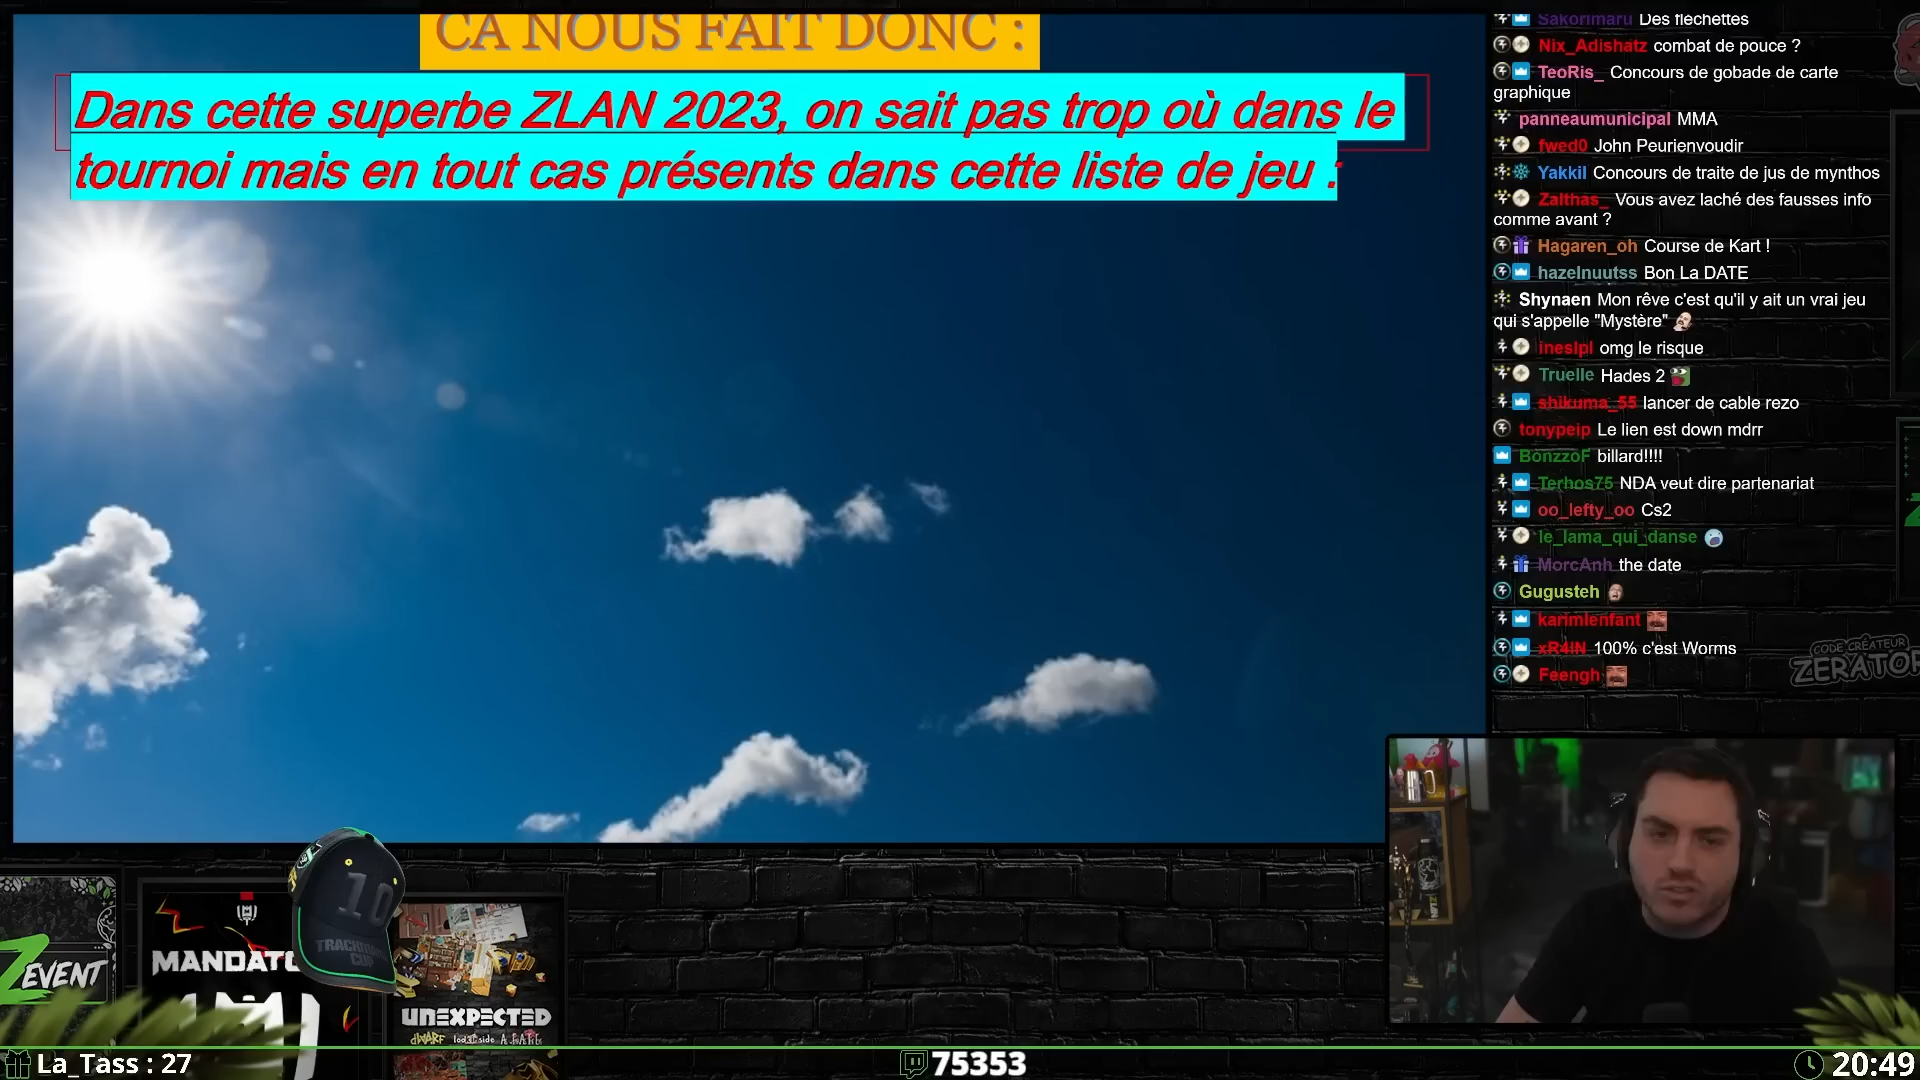 CA NOUS FAIT DONC :
Dans cette superbe ZLAN 2023, on sait pas trop où dans le
tournoi mais en tout cas présents dans cette liste de jeu :
Sakorimaru Des flechettes
Nix_Adishatz combat de pouce ?
TeoRis_ Concours de gobade de carte
graphique
panneaumunicipal MMA
fwed0 John Peurienvoudir
Yakkil Concours de traite de jus de mynthos
Zalthas_ Vous avez laché des fausses info
comme avant ?
Hagaren_oh Course de Kart !
hazelnuutss Bon La DATE
Shynaen Mon rêve c'est qu'il y ait un vrai jeu
qui s'appelle "Mystère"
ineslpl omg le risque
Truelle Hades 2
shikuma_55 lancer de cable rezo
tonypeip Le lien est down mdrr
BonzzoF billard!!!!
Terhos75 NDA veut dire partenariat
oo_lefty_oo Cs2
le_lama_qui_danse
MorcAnh the date
Gugusteh
karimlenfant
xR4IN 100% c'est Worms
Feengh
CODE CRÉATEUR
ZERATOR
10
TRACKMANIA
CUP
ZEVENT
MANDATO
UNEXPECTED
DWARF
La_Tass : 27
75353
20:49